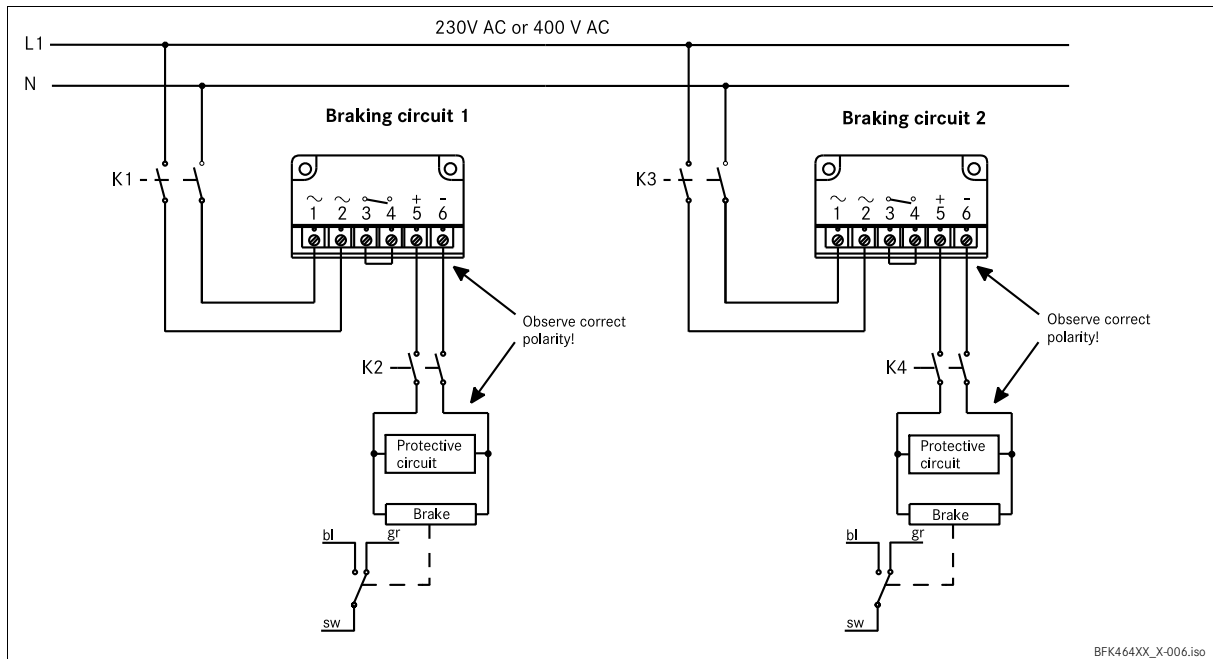 230V AC or 400 V AC
L1
N
Braking circuit 1
Braking circuit 2
K1
K3
~ ~ + -
1 2 3 4 5 6
~ ~ + -
1 2 3 4 5 6
Observe correct
polarity!
Observe correct
polarity!
K2
K4
Protective
circuit
Protective
circuit
Brake
Brake
bl gr
bl gr
sw
sw
BFK464XX_X-006.iso